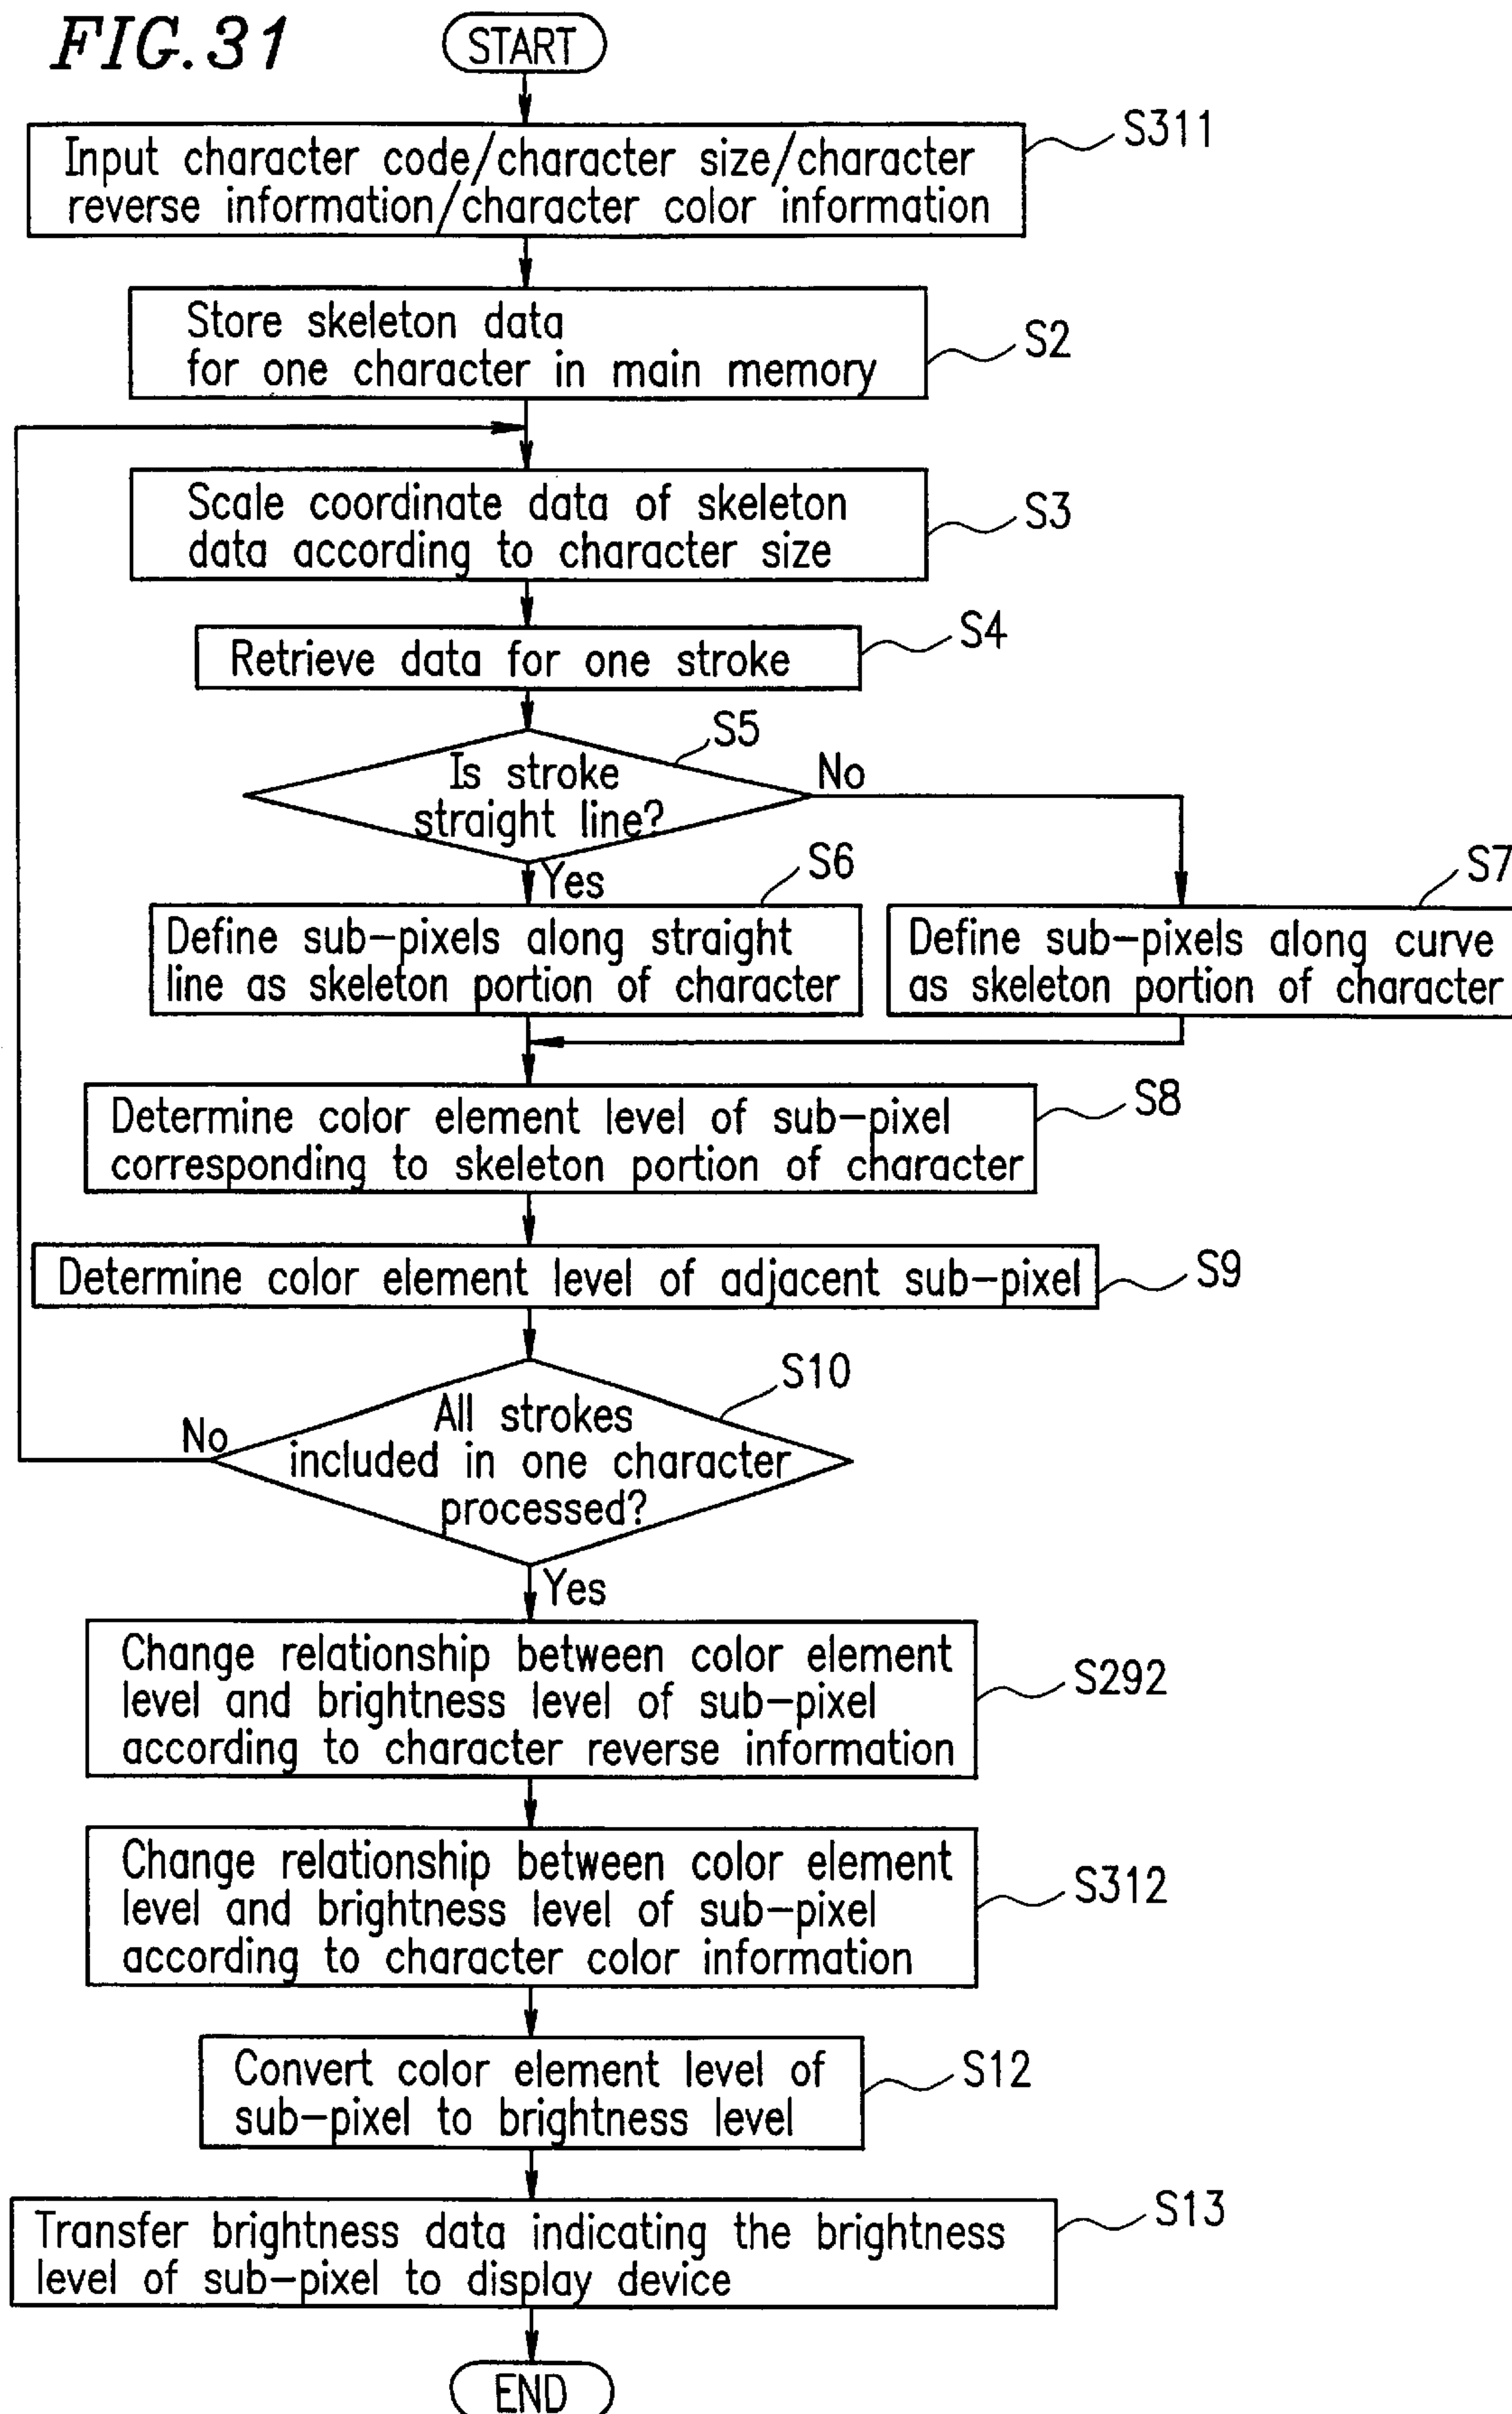 FIG.31
START
S311
Input character code/character size/character
reverse information/character color information
Store skeleton data
for one character in main memory
S2
Scale coordinate data of skeleton
data according to character size
S3
Retrieve data for one stroke
S4
S5
Is stroke
straight line?
No
Yes
S6
S7
Define sub-pixels along straight
line as skeleton portion of character
Define sub-pixels along curve
as skeleton portion of character
Determine color element level of sub-pixel
corresponding to skeleton portion of character
S8
Determine color element level of adjacent sub-pixel
S9
S10
All strokes
included in one character
processed?
No
Yes
Change relationship between color element
level and brightness level of sub-pixel
according to character reverse information
S292
Change relationship between color element
level and brightness level of sub-pixel
according to character color information
S312
Convert color element level of
sub-pixel to brightness level
S12
Transfer brightness data indicating the brightness
level of sub-pixel to display device
S13
END